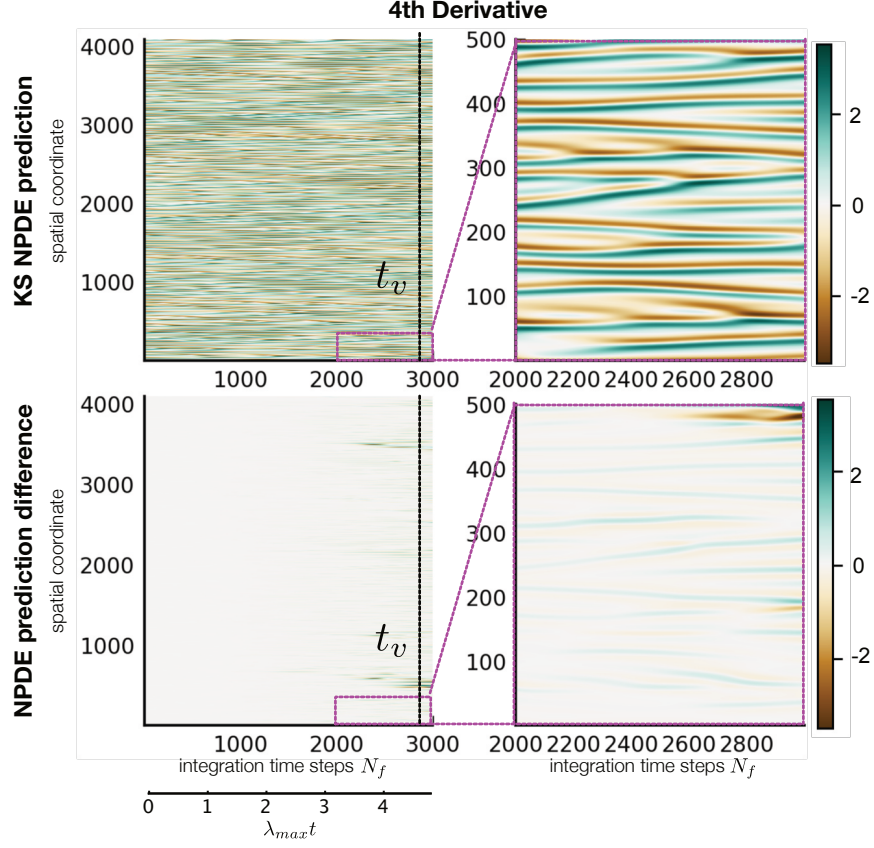 4th Derivative
KS NPDE prediction
spatial coordinate
4000
3000
2000
1000
t_v
1000 2000 3000
500
400
300
200
100
2000 2200 2400 2600 2800
2
0
-2
NPDE prediction difference
spatial coordinate
4000
3000
2000
1000
t_v
1000 2000 3000
integration time steps N_f
500
400
300
200
100
2000 2200 2400 2600 2800
integration time steps N_f
2
0
-2
0 1 2 3 4
λ_{max}t